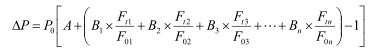 ΔP = P₀[A + (B₁ × Fₜ₁/F₀₁ + B₂ × Fₜ₂/F₀₂ + B₃ × Fₜ₃/F₀₃ + ⋯ + Bₙ × Fₜₙ/F₀ₙ) − 1]